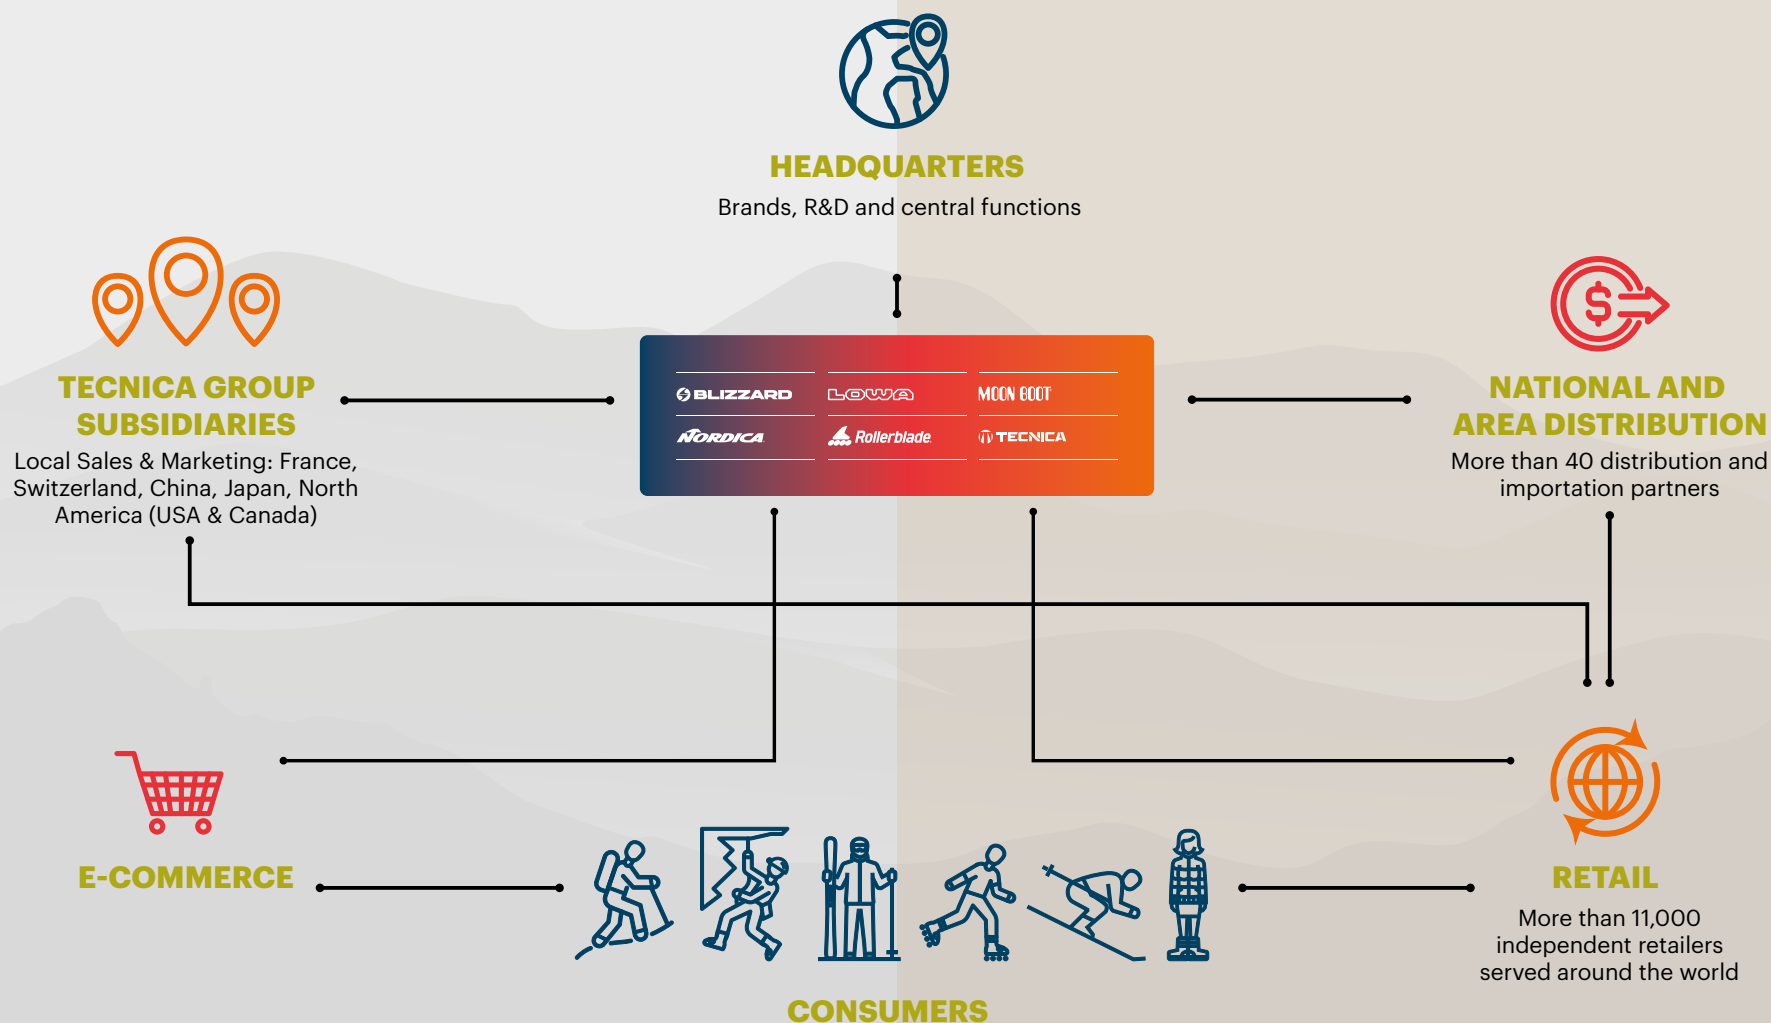 HEADQUARTERS
Brands, R&D and central functions
TECNICA GROUP
SUBSIDIARIES
Local Sales & Marketing: France,
Switzerland, China, Japan, North
America (USA & Canada)
BLIZZARD
LOWA
MOON BOOT
NORDICA
Rollerblade
TECNICA
NATIONAL AND
AREA DISTRIBUTION
More than 40 distribution and
importation partners
E-COMMERCE
RETAIL
More than 11,000
independent retailers
served around the world
CONSUMERS